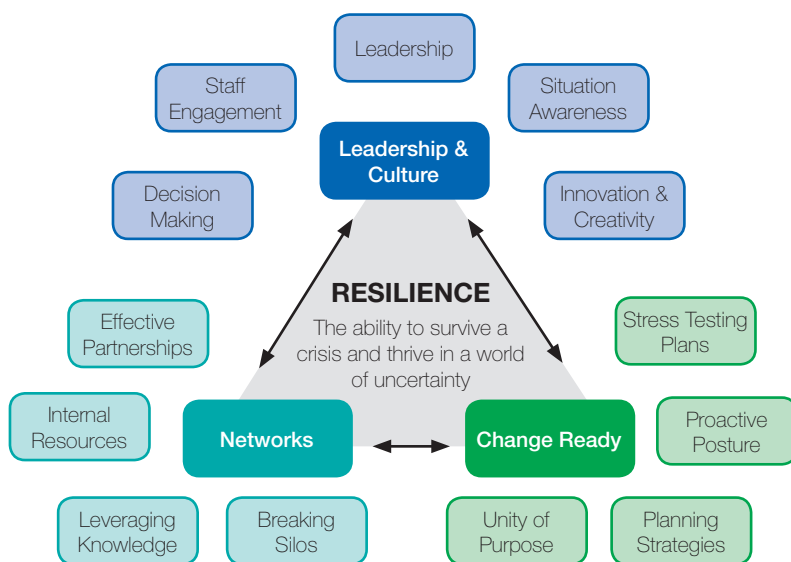 Leadership
Staff
Engagement
Situation
Awareness
Leadership &
Culture
Decision
Making
Innovation &
Creativity
RESILIENCE
The ability to survive a
crisis and thrive in a world
of uncertainty
Effective
Partnerships
Stress Testing
Plans
Internal
Resources
Networks
Change Ready
Proactive
Posture
Leveraging
Knowledge
Breaking
Silos
Unity of
Purpose
Planning
Strategies